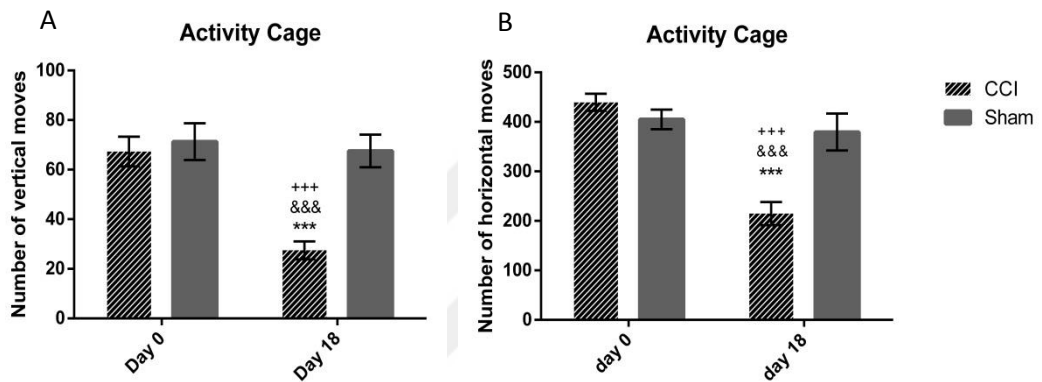 A
Activity Cage
Number of vertical moves
100
80
60
40
20
0
+++
&&&
***
Day 0
Day 18
B
Activity Cage
Number of horizontal moves
500
400
300
200
100
0
+++
&&&
***
day 0
day 18
CCI
Sham